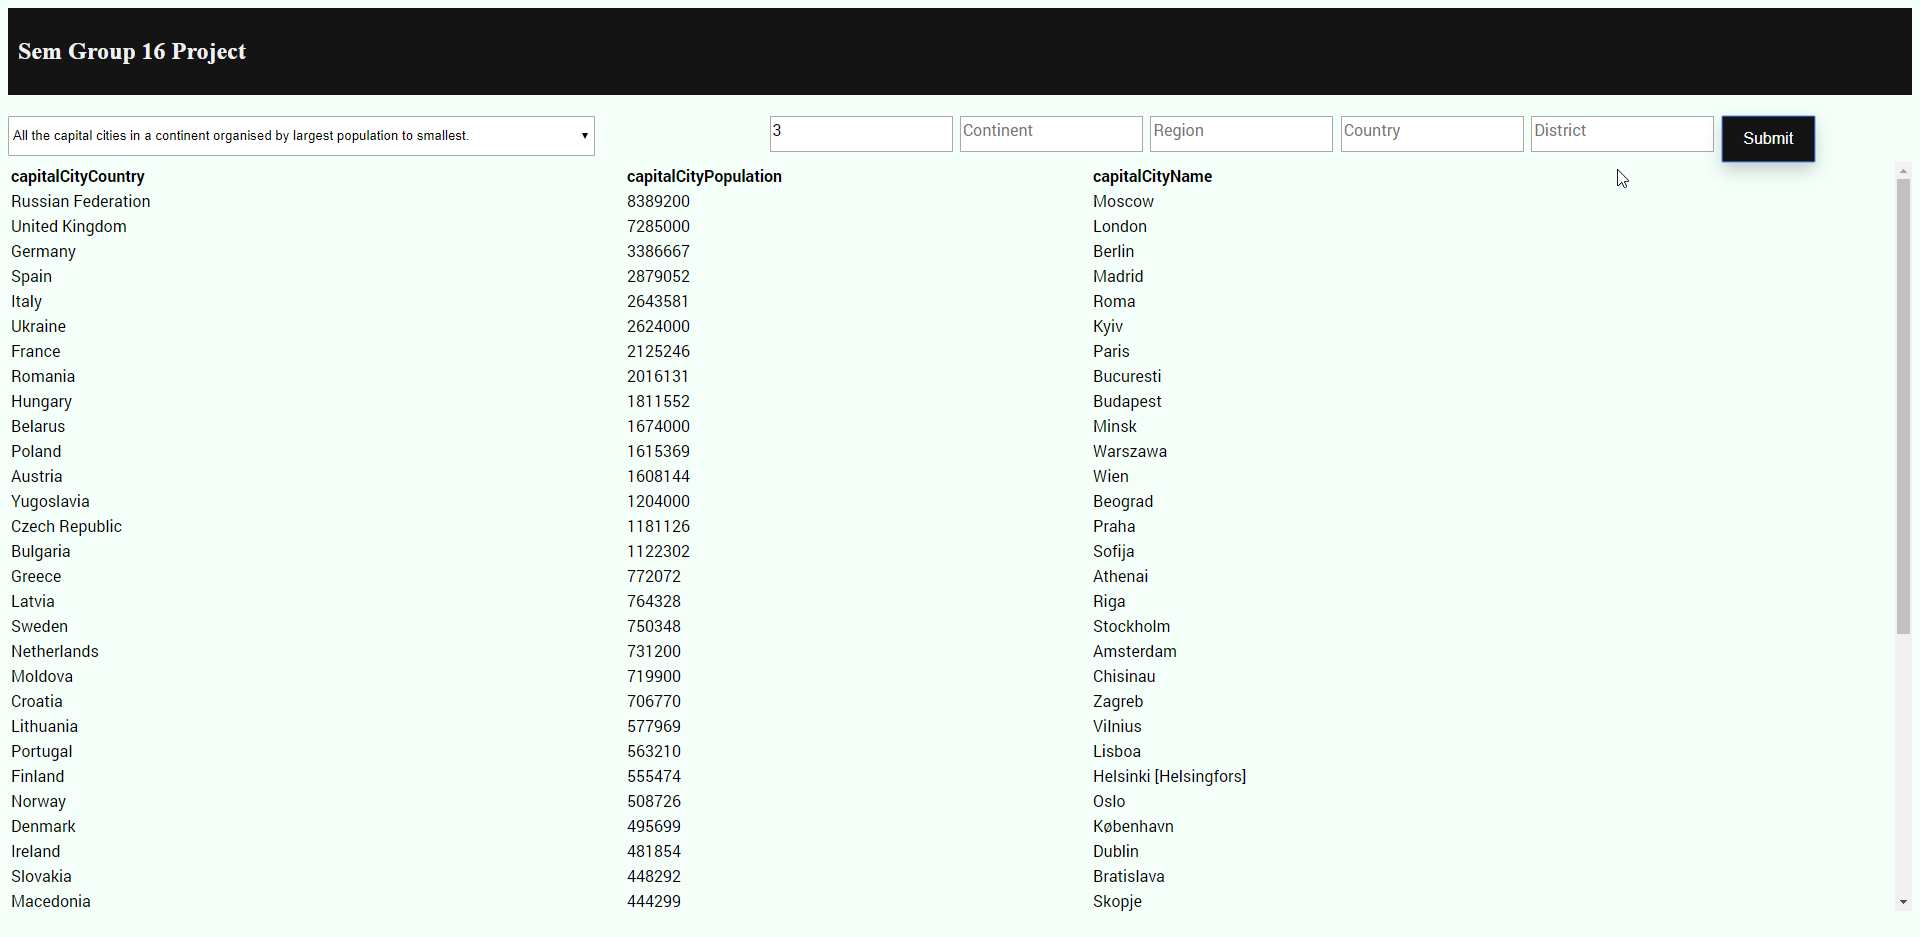 Sem Group 16 Project
All the capital cities in a continent organised by largest population to smallest. 3 Continent Region Country District Submit
capitalCityCountry capitalCityPopulation capitalCityName
Russian Federation 8389200 Moscow
United Kingdom 7285000 London
Germany 3386667 Berlin
Spain 2879052 Madrid
Italy 2643581 Roma
Ukraine 2624000 Kyiv
France 2125246 Paris
Romania 2016131 Bucuresti
Hungary 1811552 Budapest
Belarus 1674000 Minsk
Poland 1615369 Warszawa
Austria 1608144 Wien
Yugoslavia 1204000 Beograd
Czech Republic 1181126 Praha
Bulgaria 1122302 Sofija
Greece 772072 Athenai
Latvia 764328 Riga
Sweden 750348 Stockholm
Netherlands 731200 Amsterdam
Moldova 719900 Chisinau
Croatia 706770 Zagreb
Lithuania 577969 Vilnius
Portugal 563210 Lisboa
Finland 555474 Helsinki [Helsingfors]
Norway 508726 Oslo
Denmark 495699 København
Ireland 481854 Dublin
Slovakia 448292 Bratislava
Macedonia 444299 Skopje